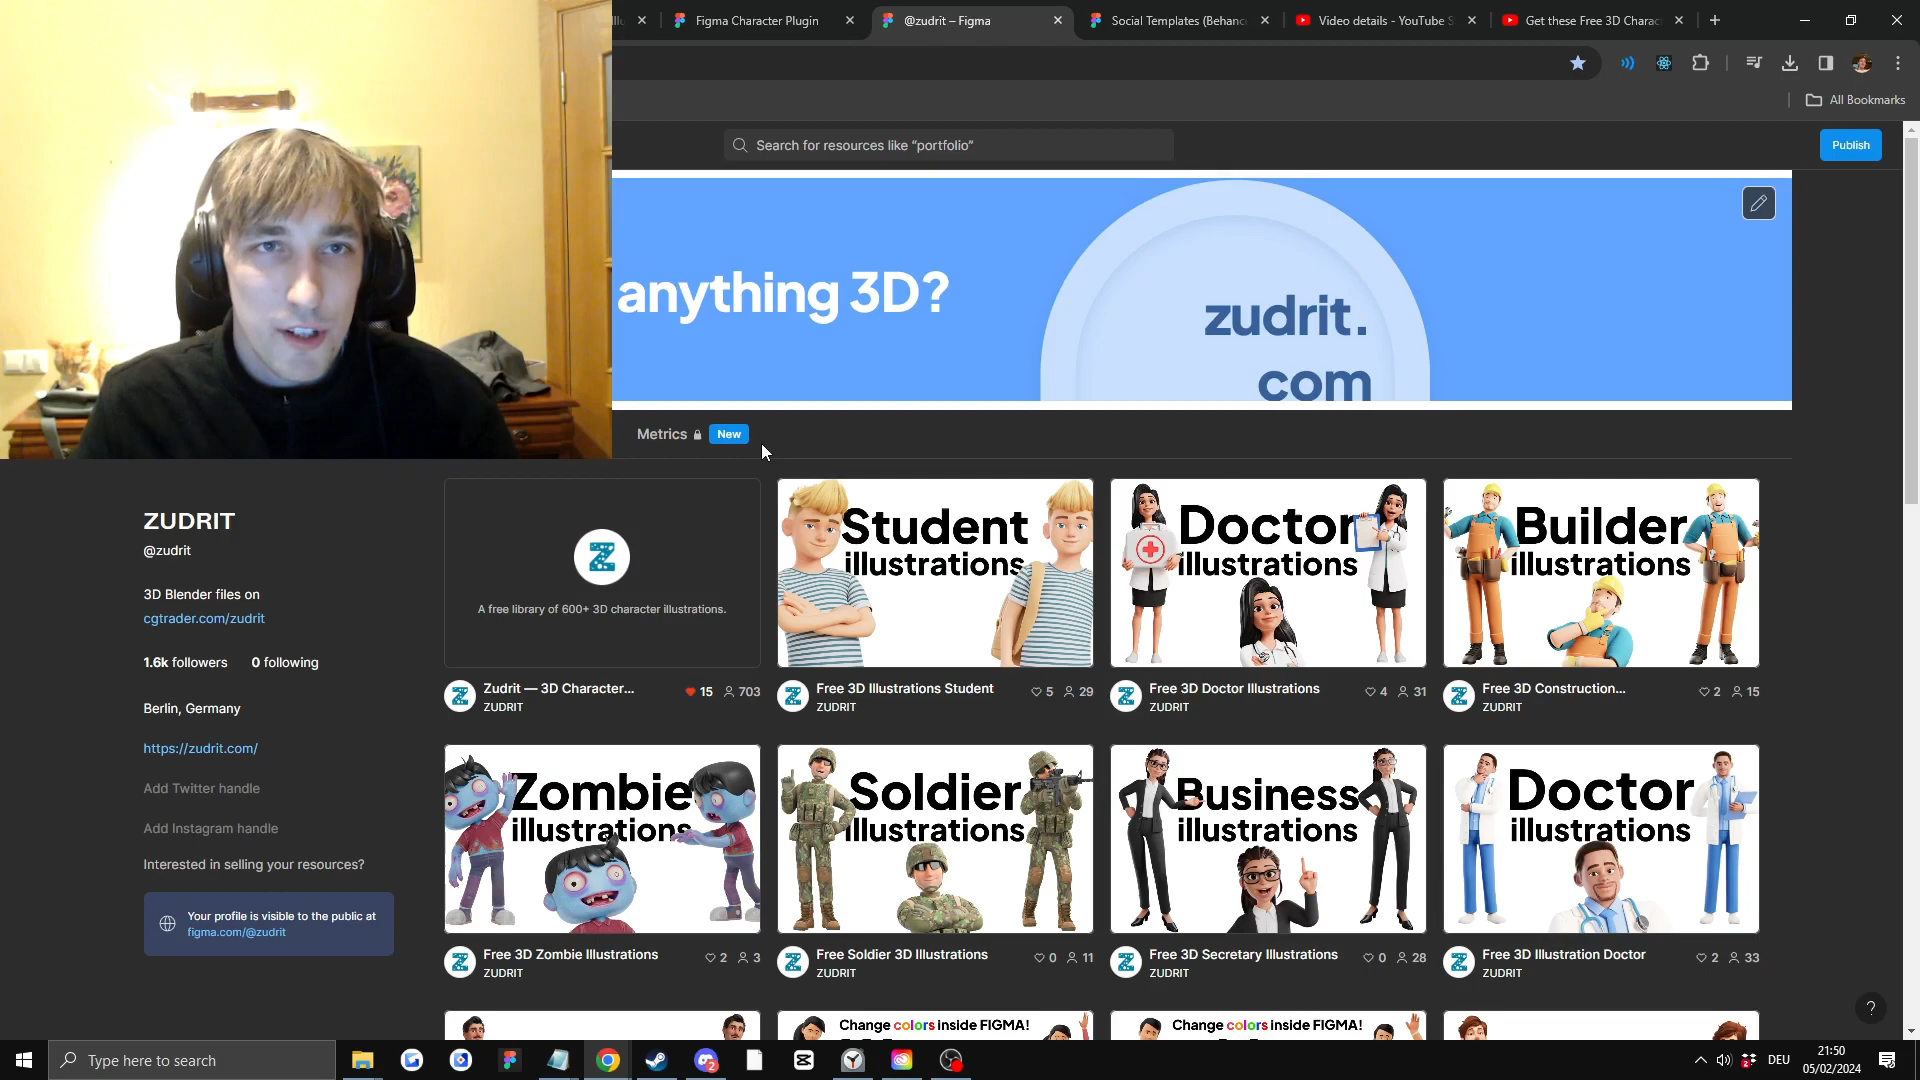 Figma Character Plugin
@zudrit – Figma
Social Templates (Behanc
Video details - YouTube S
Get these Free 3D Charac
All Bookmarks
Search for resources like “portfolio”
Publish
anything 3D?
zudrit.
com
Metrics
New
ZUDRIT
@zudrit
3D Blender files on
cgtrader.com/zudrit
1.6k followers
0 following
Berlin, Germany
https://zudrit.com/
Add Twitter handle
Add Instagram handle
Interested in selling your resources?
Your profile is visible to the public at
figma.com/@zudrit
A free library of 600+ 3D character illustrations.
Zudrit — 3D Character...
15
703
ZUDRIT
Student
illustrations
Free 3D Illustrations Student
5
29
ZUDRIT
Doctor
illustrations
Free 3D Doctor Illustrations
4
31
ZUDRIT
Builder
illustrations
Free 3D Construction...
2
15
ZUDRIT
Zombie
illustrations
Free 3D Zombie Illustrations
2
3
ZUDRIT
Soldier
illustrations
Free Soldier 3D Illustrations
0
11
ZUDRIT
Business
illustrations
Free 3D Secretary Illustrations
0
28
ZUDRIT
Doctor
illustrations
Free 3D Illustration Doctor
2
33
ZUDRIT
Change colors inside FIGMA!
Change colors inside FIGMA!
?
Type here to search
2
DEU
21:50
05/02/2024